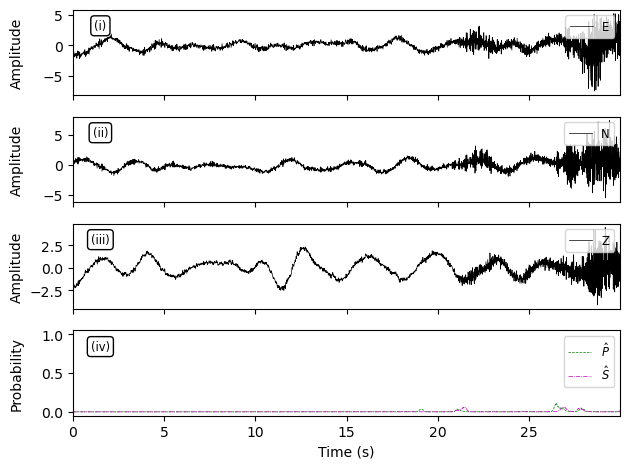 (i)
E
Amplitude
5
0
−5
(ii)
N
Amplitude
5
0
−5
(iii)
Z
Amplitude
2.5
0.0
−2.5
(iv)
P̂
Ŝ
Probability
1.0
0.5
0.0
0 5 10 15 20 25
Time (s)